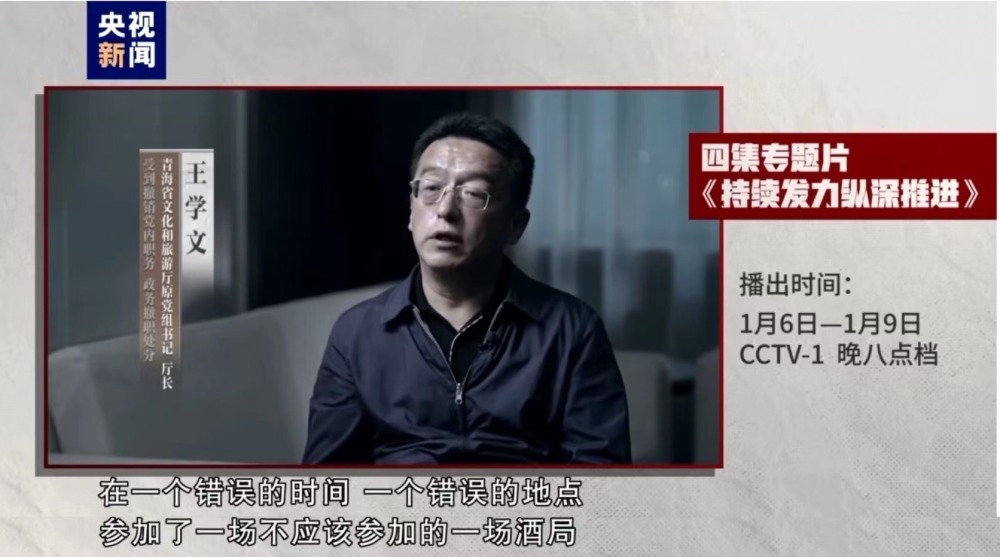 央视
新闻
四集专题片
《持续发力纵深推进》
王学文
青海省文化和旅游厅原党组书记 厅长
受到撤销党内职务 政务撤职处分
播出时间：
1月6日—1月9日
CCTV-1 晚八点档
在一个错误的时间 一个错误的地点
参加了一场不应该参加的一场酒局